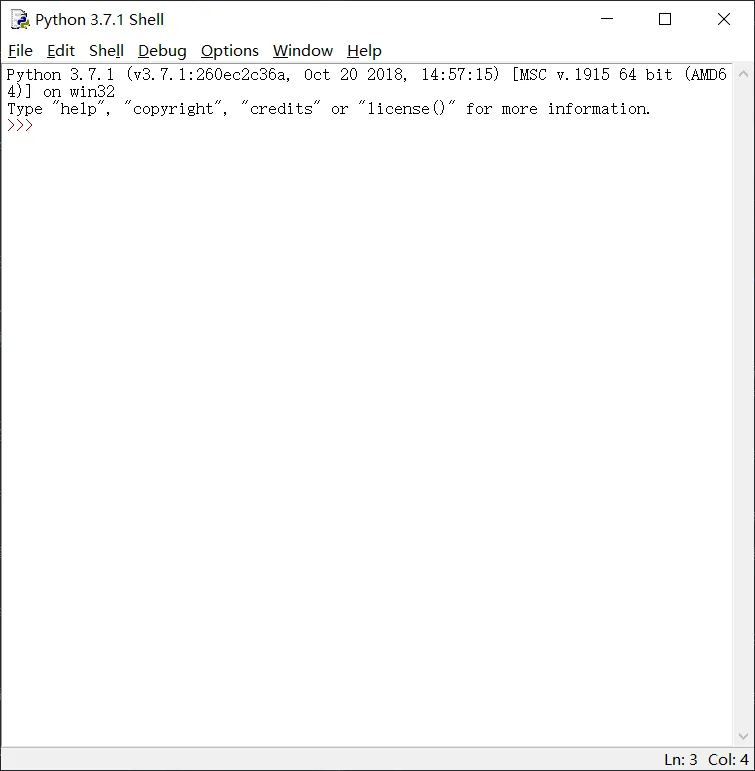 Python 3.7.1 Shell
File Edit Shell Debug Options Window Help
Python 3.7.1 (v3.7.1:260ec2c36a, Oct 20 2018, 14:57:15) [MSC v.1915 64 bit (AMD6
4)] on win32
Type "help", "copyright", "credits" or "license()" for more information.
>>>
Ln: 3 Col: 4